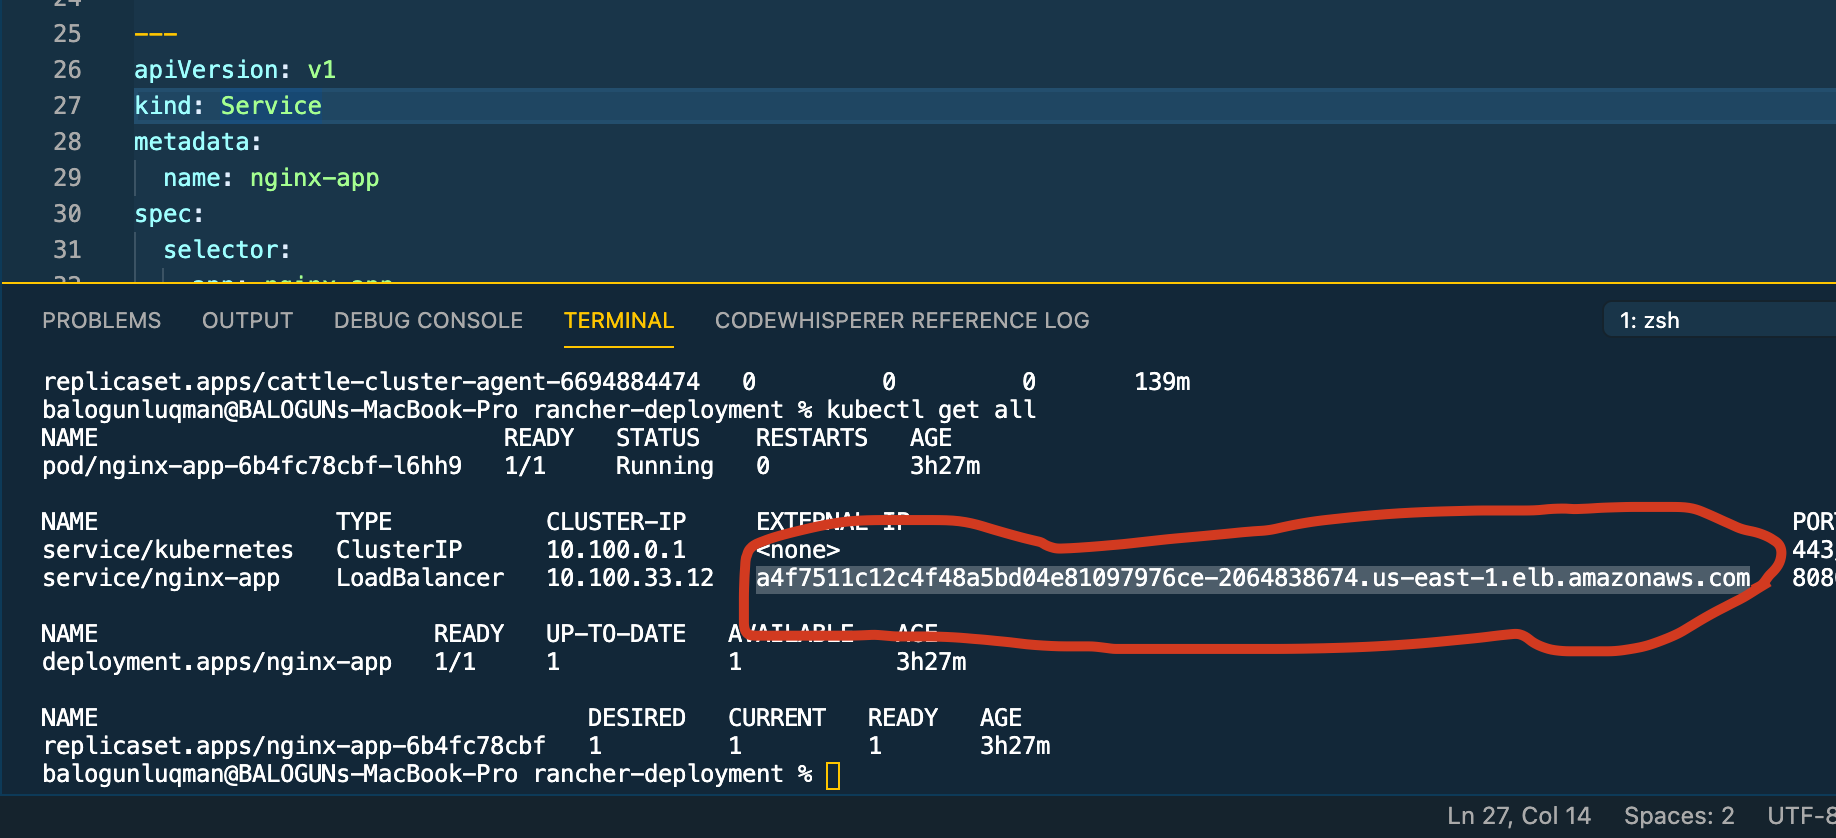 24
25 ---
26 apiVersion: v1
27 kind: Service
28 metadata:
29 name: nginx-app
30 spec:
31 selector:
32 app: nginx-app
PROBLEMS OUTPUT DEBUG CONSOLE TERMINAL CODEWHISPERER REFERENCE LOG 1: zsh
replicaset.apps/cattle-cluster-agent-6694884474 0 0 0 139m
balogunluqman@BALOGUNs-MacBook-Pro rancher-deployment % kubectl get all
NAME READY STATUS RESTARTS AGE
pod/nginx-app-6b4fc78cbf-l6hh9 1/1 Running 0 3h27m
NAME TYPE CLUSTER-IP EXTERNAL-IP POR
service/kubernetes ClusterIP 10.100.0.1 <none> 443
service/nginx-app LoadBalancer 10.100.33.12 a4f7511c12c4f48a5bd04e81097976ce-2064838674.us-east-1.elb.amazonaws.com 808
NAME READY UP-TO-DATE AVAILABLE AGE
deployment.apps/nginx-app 1/1 1 1 3h27m
NAME DESIRED CURRENT READY AGE
replicaset.apps/nginx-app-6b4fc78cbf 1 1 1 3h27m
balogunluqman@BALOGUNs-MacBook-Pro rancher-deployment %
Ln 27, Col 14 Spaces: 2 UTF-8